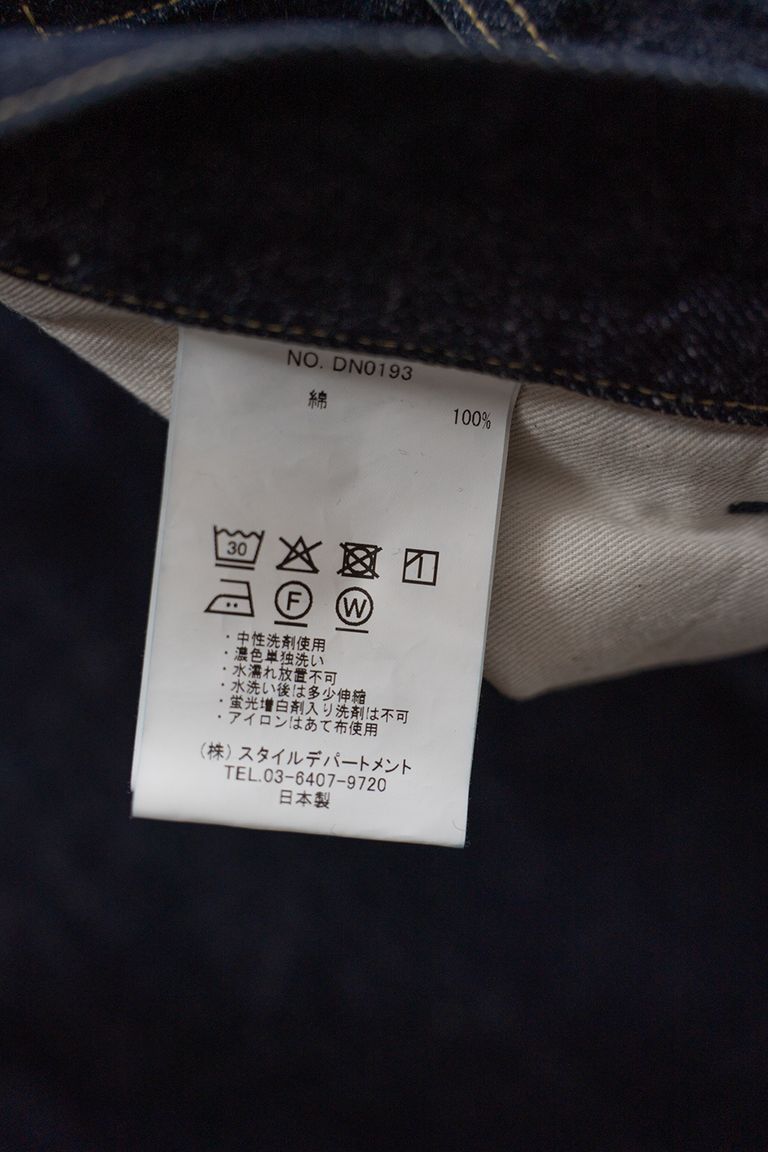 NO. DN0193
綿 100%
30
F W
・中性洗剤使用
・濃色単独洗い
・水濡れ放置不可
・水洗い後は多少伸縮
・蛍光増白剤入り洗剤は不可
・アイロンはあて布使用
(株)スタイルデパートメント
TEL.03-6407-9720
日本製